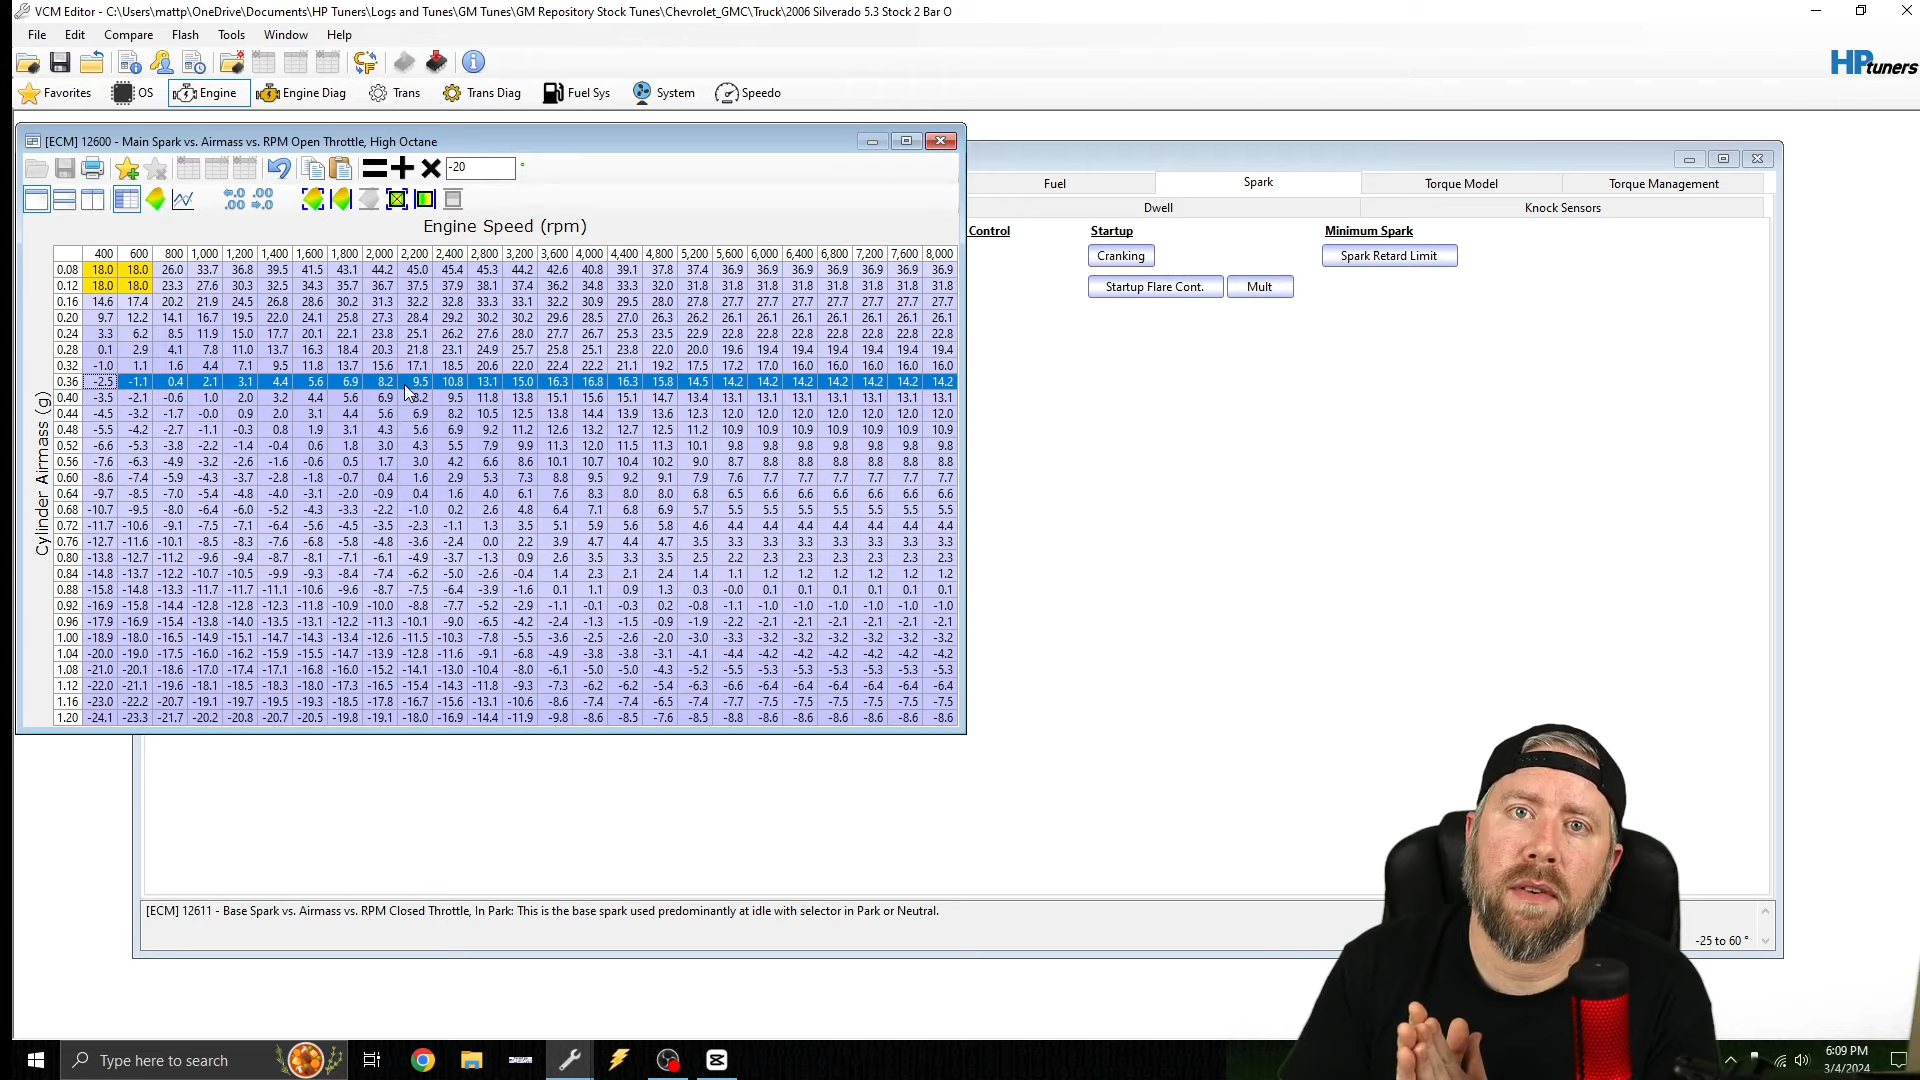 VCM Editor - C:\Users\mattp\OneDrive\Documents\HP Tuners\Logs and Tunes\GM Tunes\GM Repository Stock Tunes\Chevrolet_GMC\Truck\2006 Silverado 5.3 Stock 2 Bar O
File Edit Compare Flash Tools Window Help
HPtuners
Favorites OS Engine Engine Diag Trans Trans Diag Fuel Sys System Speedo
[ECM] 12600 - Main Spark vs. Airmass vs. RPM Open Throttle, High Octane
-20 °
Fuel Spark Torque Model Torque Management
Dwell Knock Sensors
Control Startup Minimum Spark
Cranking Spark Retard Limit
Startup Flare Cont. Mult
Engine Speed (rpm)
Cylinder Airmass (g)
400 600 800 1,000 1,200 1,400 1,600 1,800 2,000 2,200 2,400 2,800 3,200 3,600 4,000 4,400 4,800 5,200 5,600 6,000 6,400 6,800 7,200 7,600 8,000
0.08 18.0 18.0 26.0 33.7 36.8 39.5 41.5 43.1 44.2 45.0 45.4 45.3 44.2 42.6 40.8 39.1 37.8 37.4 36.9 36.9 36.9 36.9 36.9 36.9 36.9
0.12 18.0 18.0 23.3 27.6 30.3 32.5 34.3 35.7 36.7 37.5 37.9 38.1 37.4 36.2 34.8 33.3 32.0 31.8 31.8 31.8 31.8 31.8 31.8 31.8 31.8
0.16 14.6 17.4 20.2 21.9 24.5 26.8 28.6 30.2 31.3 32.2 32.8 33.3 33.2 32.2 30.9 29.5 28.0 27.8 27.7 27.7 27.7 27.7 27.7 27.7 27.7
0.20 9.7 12.2 14.1 16.7 19.5 22.0 24.1 25.8 27.3 28.4 29.2 30.2 30.2 29.6 28.5 27.0 26.3 26.2 26.1 26.1 26.1 26.1 26.1 26.1 26.1
0.24 3.3 6.2 8.5 11.9 15.0 17.7 20.1 22.1 23.8 25.1 26.2 27.6 28.0 27.7 26.7 25.3 23.5 22.9 22.8 22.8 22.8 22.8 22.8 22.8 22.8
0.28 0.1 2.9 4.1 7.8 11.0 13.7 16.3 18.4 20.3 21.8 23.1 24.9 25.7 25.8 25.1 23.8 22.0 20.0 19.6 19.4 19.4 19.4 19.4 19.4 19.4
0.32 -1.0 1.1 1.6 4.4 7.1 9.5 11.8 13.7 15.6 17.1 18.5 20.6 22.0 22.4 22.2 21.1 19.2 17.5 17.2 17.0 16.0 16.0 16.0 16.0 16.0
0.36 -2.5 -1.1 0.4 2.1 3.1 4.4 5.6 6.9 8.2 9.5 10.8 13.1 15.0 16.3 16.8 16.3 15.8 14.5 14.2 14.2 14.2 14.2 14.2 14.2 14.2
0.40 -3.5 -2.1 -0.6 1.0 2.0 3.2 4.4 5.6 6.9 9.5 11.8 13.8 15.1 15.6 15.1 14.7 13.4 13.1 13.1 13.1 13.1 13.1 13.1 13.1
0.44 -4.5 -3.2 -1.7 -0.0 0.9 2.0 3.1 4.4 5.6 6.9 8.2 10.5 12.5 13.8 14.4 13.9 13.6 12.3 12.0 12.0 12.0 12.0 12.0 12.0 12.0
0.48 -5.5 -4.2 -2.7 -1.1 -0.3 0.8 1.9 3.1 4.3 5.6 6.9 9.2 11.2 12.6 13.2 12.7 12.5 11.2 10.9 10.9 10.9 10.9 10.9 10.9 10.9
0.52 -6.6 -5.3 -3.8 -2.2 -1.4 -0.4 0.6 1.8 3.0 4.3 5.5 7.9 9.9 11.3 12.0 11.5 11.3 10.1 9.8 9.8 9.8 9.8 9.8 9.8 9.8
0.56 -7.6 -6.3 -4.9 -3.2 -2.6 -1.6 -0.6 0.5 1.7 3.0 4.2 6.6 8.6 10.1 10.7 10.4 10.2 9.0 8.7 8.8 8.8 8.8 8.8 8.8 8.8
0.60 -8.6 -7.4 -5.9 -4.3 -3.7 -2.8 -1.8 -0.7 0.4 1.6 2.9 5.3 7.3 8.8 9.5 9.2 9.1 7.9 7.6 7.7 7.7 7.7 7.7 7.7 7.7
0.64 -9.7 -8.5 -7.0 -5.4 -4.8 -4.0 -3.1 -2.0 -0.9 0.4 1.6 4.0 6.1 7.6 8.3 8.0 8.0 6.8 6.5 6.6 6.6 6.6 6.6 6.6 6.6
0.68 -10.7 -9.5 -8.0 -6.4 -6.0 -5.2 -4.3 -3.3 -2.2 -1.0 0.2 2.6 4.8 6.4 7.1 6.8 6.9 5.7 5.5 5.5 5.5 5.5 5.5 5.5 5.5
0.72 -11.7 -10.6 -9.1 -7.5 -7.1 -6.4 -5.6 -4.5 -3.5 -2.3 -1.1 1.3 3.5 5.1 5.9 5.6 5.8 4.6 4.4 4.4 4.4 4.4 4.4 4.4 4.4
0.76 -12.7 -11.6 -10.1 -8.5 -8.3 -7.6 -6.8 -5.8 -4.8 -3.6 -2.4 0.0 2.2 3.9 4.7 4.4 4.7 3.5 3.3 3.3 3.3 3.3 3.3 3.3 3.3
0.80 -13.8 -12.7 -11.2 -9.6 -9.4 -8.7 -8.1 -7.1 -6.1 -4.9 -3.7 -1.3 0.9 2.6 3.5 3.3 3.5 2.5 2.2 2.3 2.3 2.3 2.3 2.3 2.3
0.84 -14.8 -13.7 -12.2 -10.7 -10.5 -9.9 -9.3 -8.4 -7.4 -6.2 -5.0 -2.6 -0.4 1.4 2.3 2.1 2.4 1.4 1.1 1.2 1.2 1.2 1.2 1.2 1.2
0.88 -15.8 -14.8 -13.3 -11.7 -11.7 -11.1 -10.6 -9.6 -8.7 -7.5 -6.4 -3.9 -1.6 0.1 1.1 0.9 1.3 0.3 -0.0 0.1 0.1 0.1 0.1 0.1 0.1
0.92 -16.9 -15.8 -14.4 -12.8 -12.8 -12.3 -11.8 -10.9 -10.0 -8.8 -7.7 -5.2 -2.9 -1.1 -0.1 -0.3 0.2 -0.8 -1.1 -1.0 -1.0 -1.0 -1.0 -1.0 -1.0
0.96 -17.9 -16.9 -15.4 -13.8 -14.0 -13.5 -13.1 -12.2 -11.3 -10.1 -9.0 -6.5 -4.2 -2.4 -1.3 -1.5 -0.9 -1.9 -2.2 -2.1 -2.1 -2.1 -2.1 -2.1 -2.1
1.00 -18.9 -18.0 -16.5 -14.9 -15.1 -14.7 -14.3 -13.4 -12.6 -11.5 -10.3 -7.8 -5.5 -3.6 -2.5 -2.6 -2.0 -3.0 -3.3 -3.2 -3.2 -3.2 -3.2 -3.2 -3.2
1.04 -20.0 -19.0 -17.5 -16.0 -16.2 -15.9 -15.5 -14.7 -13.9 -12.8 -11.6 -9.1 -6.8 -4.9 -3.8 -3.8 -3.1 -4.1 -4.4 -4.2 -4.2 -4.2 -4.2 -4.2 -4.2
1.08 -21.0 -20.1 -18.6 -17.0 -17.4 -17.1 -16.8 -16.0 -15.2 -14.1 -13.0 -10.4 -8.0 -6.1 -5.0 -5.0 -4.3 -5.2 -5.5 -5.3 -5.3 -5.3 -5.3 -5.3 -5.3
1.12 -22.0 -21.1 -19.6 -18.1 -18.5 -18.3 -18.0 -17.3 -16.5 -15.4 -14.3 -11.8 -9.3 -7.3 -6.2 -6.2 -5.4 -6.3 -6.6 -6.4 -6.4 -6.4 -6.4 -6.4 -6.4
1.16 -23.0 -22.2 -20.7 -19.1 -19.7 -19.5 -19.3 -18.5 -17.8 -16.7 -15.6 -13.1 -10.6 -8.6 -7.4 -7.4 -6.5 -7.4 -7.7 -7.5 -7.5 -7.5 -7.5 -7.5 -7.5
1.20 -24.1 -23.3 -21.7 -20.2 -20.8 -20.7 -20.5 -19.8 -19.1 -18.0 -16.9 -14.4 -11.9 -9.8 -8.6 -8.5 -7.6 -8.5 -8.8 -8.6 -8.6 -8.6 -8.6 -8.6 -8.6
[ECM] 12611 - Base Spark vs. Airmass vs. RPM Closed Throttle, In Park: This is the base spark used predominantly at idle with selector in Park or Neutral.
-25 to 60 °
Type here to search
6:09 PM
3/4/2024